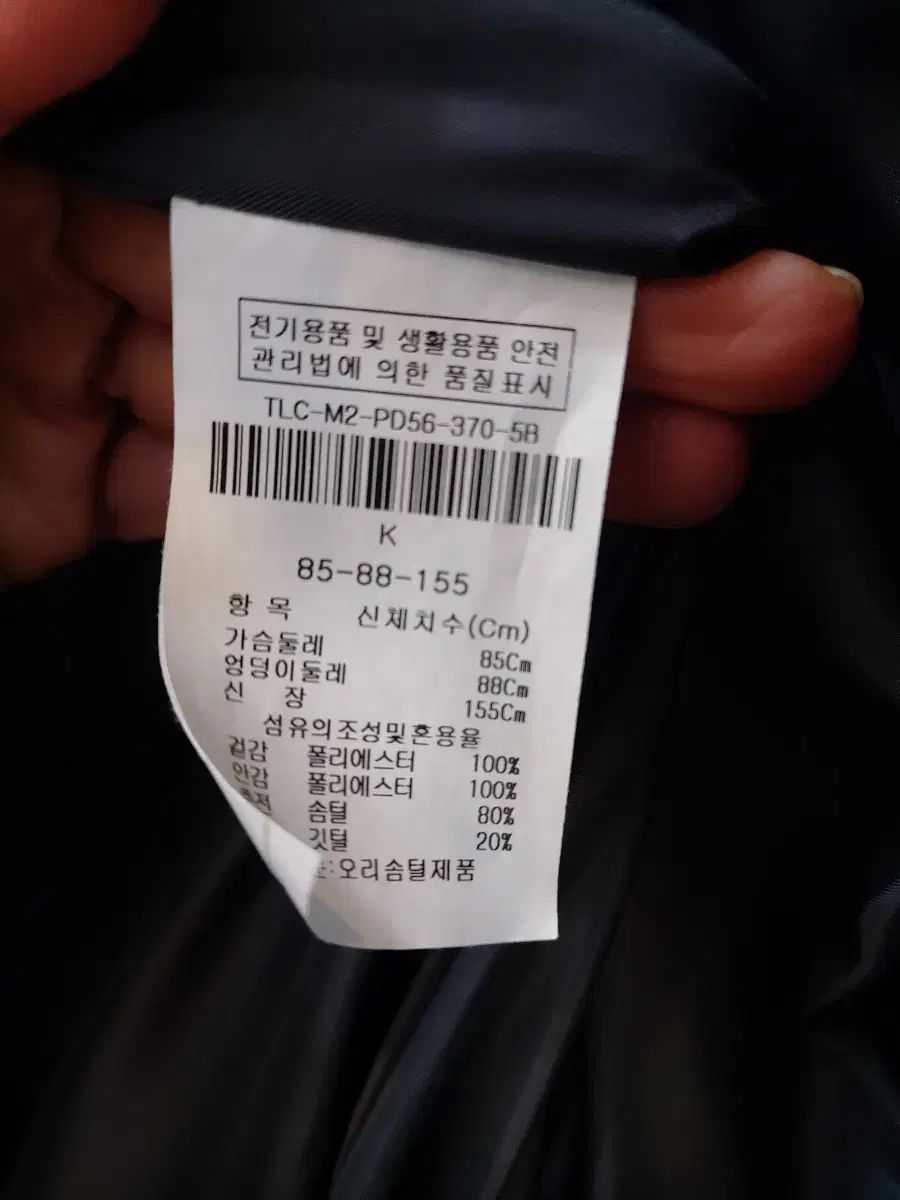 전기용품 및 생활용품 안전
관리법에 의한 품질표시
TLC-M2-PD56-370-5B
K
85-88-155
항 목 신체치수(Cm)
가슴둘레 85Cm
엉덩이둘레 88Cm
신 장 155Cm
섬유의조성및혼용율
겉감 폴리에스터 100%
안감 폴리에스터 100%
솜털 80%
깃털 20%
오리솜털제품